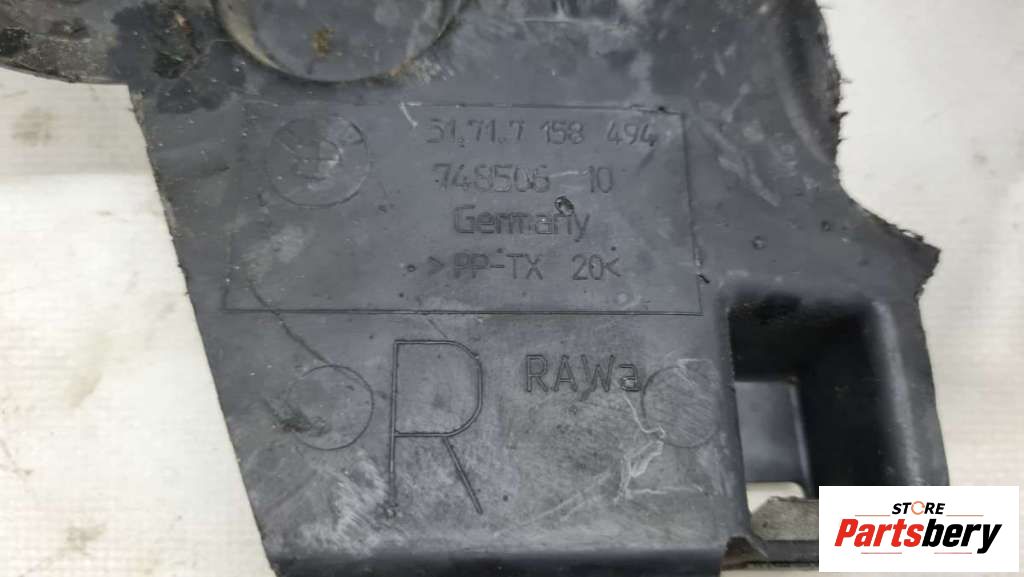 51.71.7 158 494
748506 10
Germany
>PP-TX 20<
R
RAWa
STORE
Partsbery